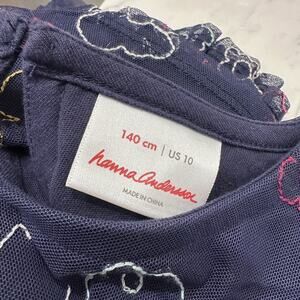 140 cm | US 10
hanna andersson
MADE IN CHINA